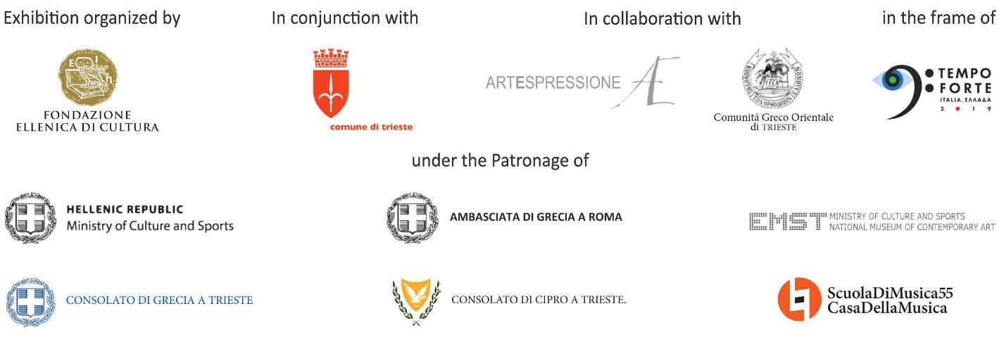 Exhibition organized by
In conjunction with
In collaboration with
in the frame of
FONDAZIONE
ELLENICA DI CULTURA
comune di trieste
ARTESPRESSIONE
Comunitá Greco Orientale
di TRIESTE
TEMPO
FORTE
ITALIA_ΕΛΛΑΔΑ
2 • 1 9
under the Patronage of
HELLENIC REPUBLIC
Ministry of Culture and Sports
AMBASCIATA DI GRECIA A ROMA
EMST
MINISTRY OF CULTURE AND SPORTS
NATIONAL MUSEUM OF CONTEMPORARY ART
CONSOLATO DI GRECIA A TRIESTE
CONSOLATO DI CIPRO A TRIESTE.
ScuolaDiMusica55
CasaDellaMusica